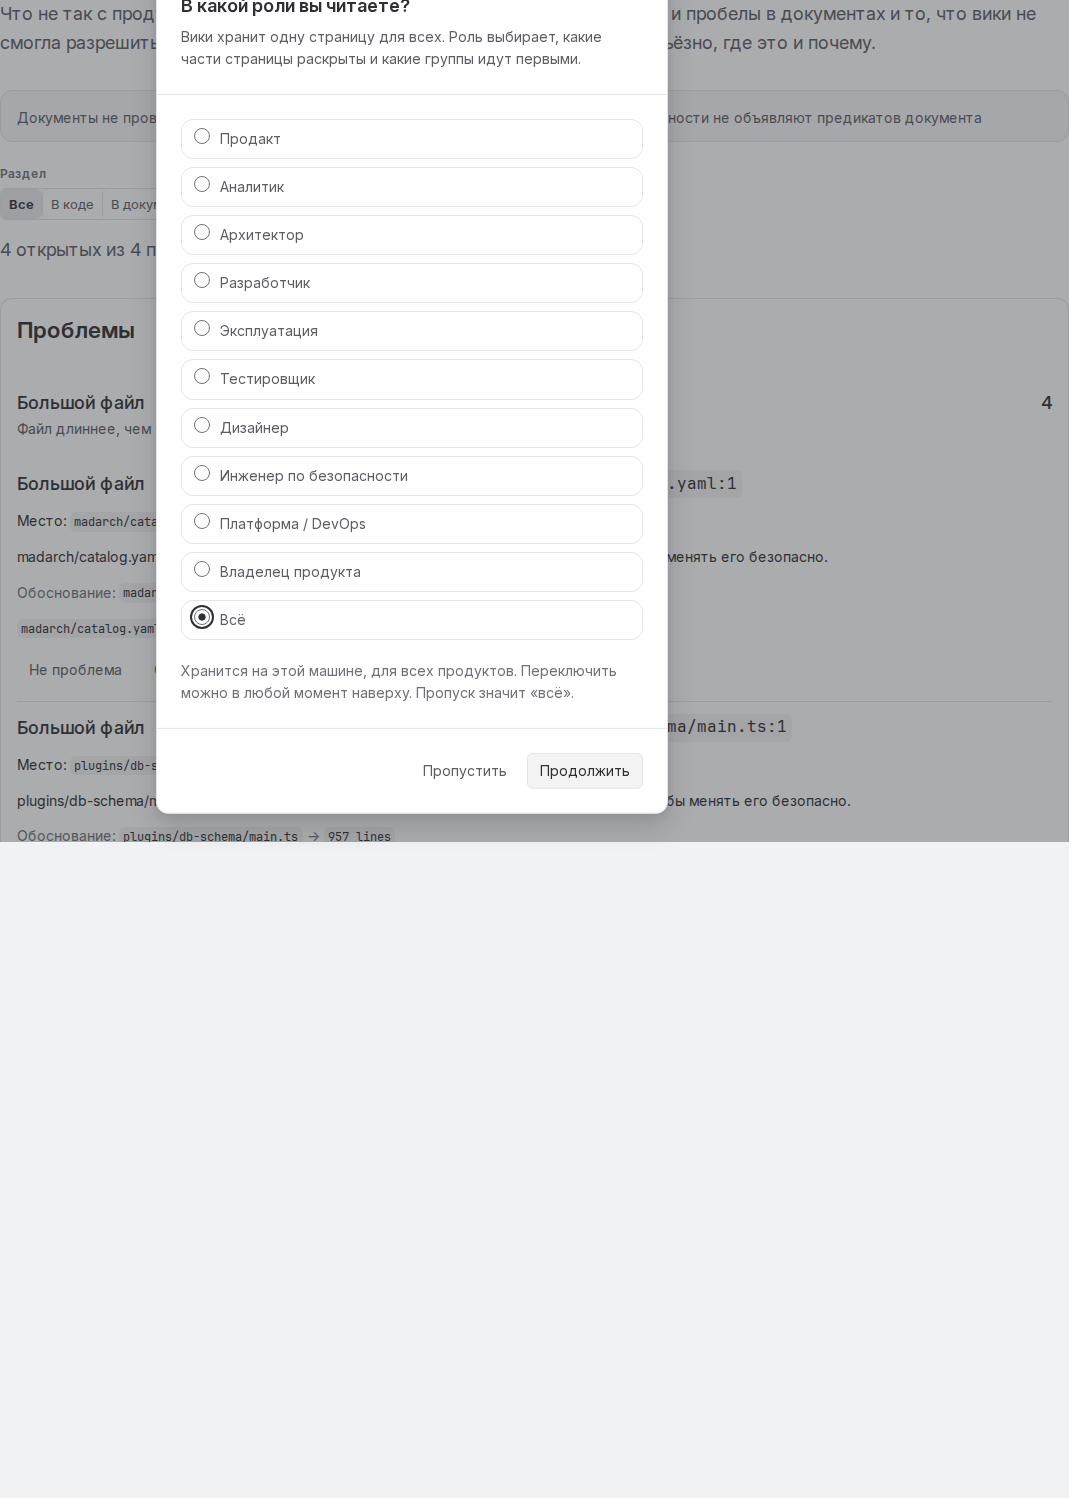 Что не так с прод
и пробелы в документах и то, что вики не
смогла разрешить
ьёзно, где это и почему.
В какой роли вы читаете?
Вики хранит одну страницу для всех. Роль выбирает, какие
части страницы раскрыты и какие группы идут первыми.
Документы не пров
ности не объявляют предикатов документа
Раздел
Все
В коде
В докум
4 открытых из 4 п
Проблемы
Большой файл
4
Файл длиннее, чем
Большой файл
.yaml:1
Место: madarch/cata
madarch/catalog.yam
менять его безопасно.
Обоснование: madar
madarch/catalog.yaml
Не проблема
Большой файл
ma/main.ts:1
Место: plugins/db-s
plugins/db-schema/m
бы менять его безопасно.
Обоснование: plugins/db-schema/main.ts → 957 lines
Продакт
Аналитик
Архитектор
Разработчик
Эксплуатация
Тестировщик
Дизайнер
Инженер по безопасности
Платформа / DevOps
Владелец продукта
Всё
Хранится на этой машине, для всех продуктов. Переключить
можно в любой момент наверху. Пропуск значит «всё».
Пропустить
Продолжить